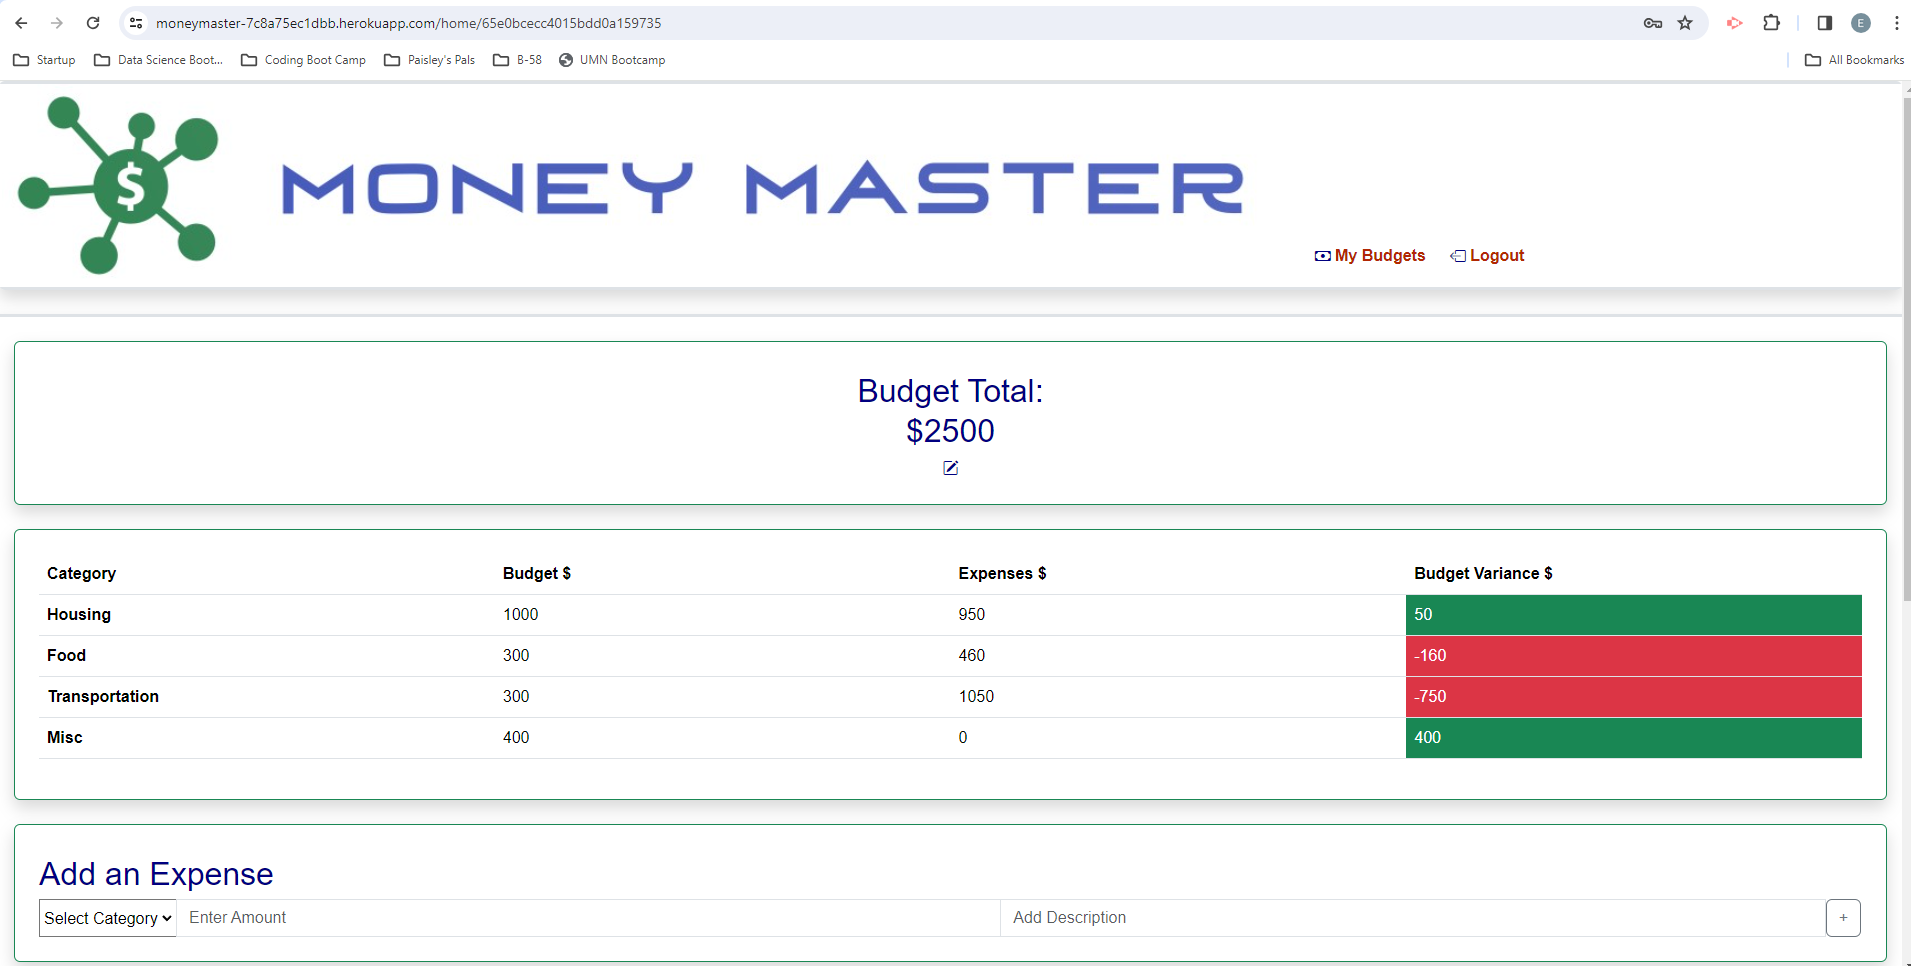 moneymaster-7c8a75ec1dbb.herokuapp.com/home/65e0bcecc4015bdd0a159735
E
Startup Data Science Boot... Coding Boot Camp Paisley's Pals B-58 UMN Bootcamp All Bookmarks
$ MONEY MASTER
My Budgets Logout
Budget Total:
$2500
Category Budget $ Expenses $ Budget Variance $
Housing 1000 950 50
Food 300 460 -160
Transportation 300 1050 -750
Misc 400 0 400
Add an Expense
Select Category Enter Amount Add Description +